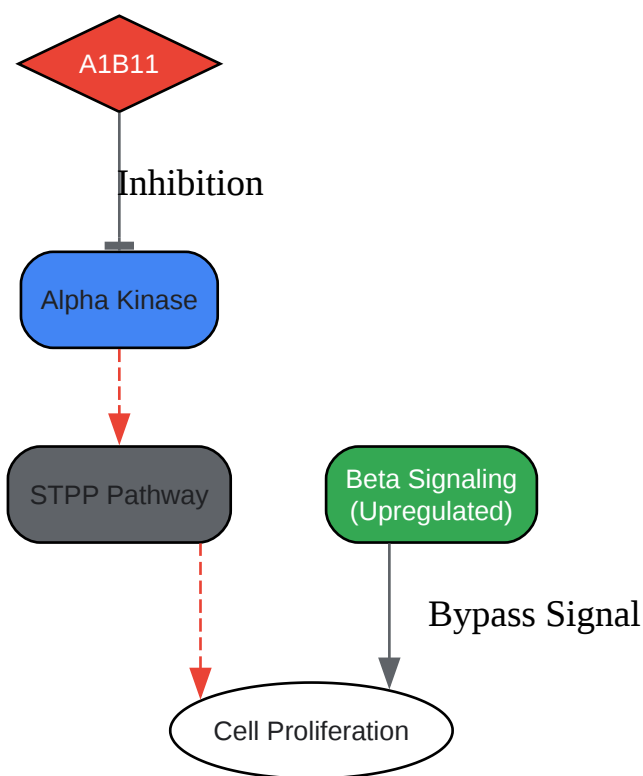 A1B11
Inhibition
Alpha Kinase
STPP Pathway
Beta Signaling
(Upregulated)
Bypass Signal
Cell Proliferation